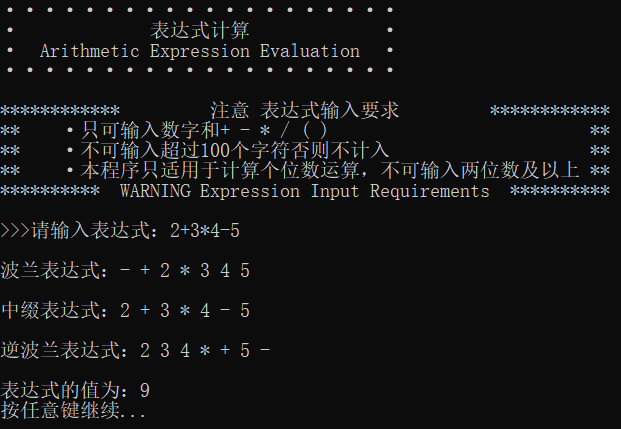 · · · · · · · · · · · · · · · · · · · ·
· 表达式计算 ·
· Arithmetic Expression Evaluation ·
· · · · · · · · · · · · · · · · · · · ·
************ 注意 表达式输入要求 ************
** ·只可输入数字和+ - * / ( ) **
** ·不可输入超过100个字符否则不计入 **
** ·本程序只适用于计算个位数运算，不可输入两位数及以上 **
********** WARNING Expression Input Requirements **********
>>>请输入表达式：2+3*4-5
波兰表达式：- + 2 * 3 4 5
中缀表达式：2 + 3 * 4 - 5
逆波兰表达式：2 3 4 * + 5 -
表达式的值为：9
按任意键继续...